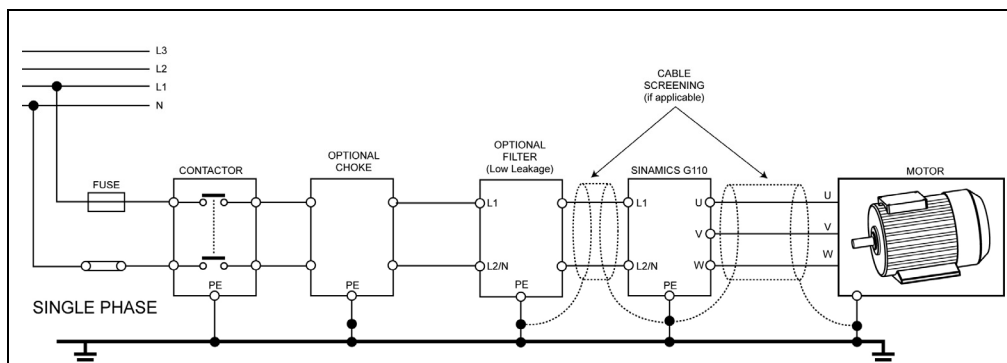 L3
L2
L1
N
CABLE
SCREENING
(if applicable)
FUSE
CONTACTOR
OPTIONAL
CHOKE
OPTIONAL
FILTER
(Low Leakage)
SINAMICS G110
MOTOR
L1
L1
U
U
V
V
L2/N
L2/N
W
W
PE
PE
PE
PE
SINGLE PHASE